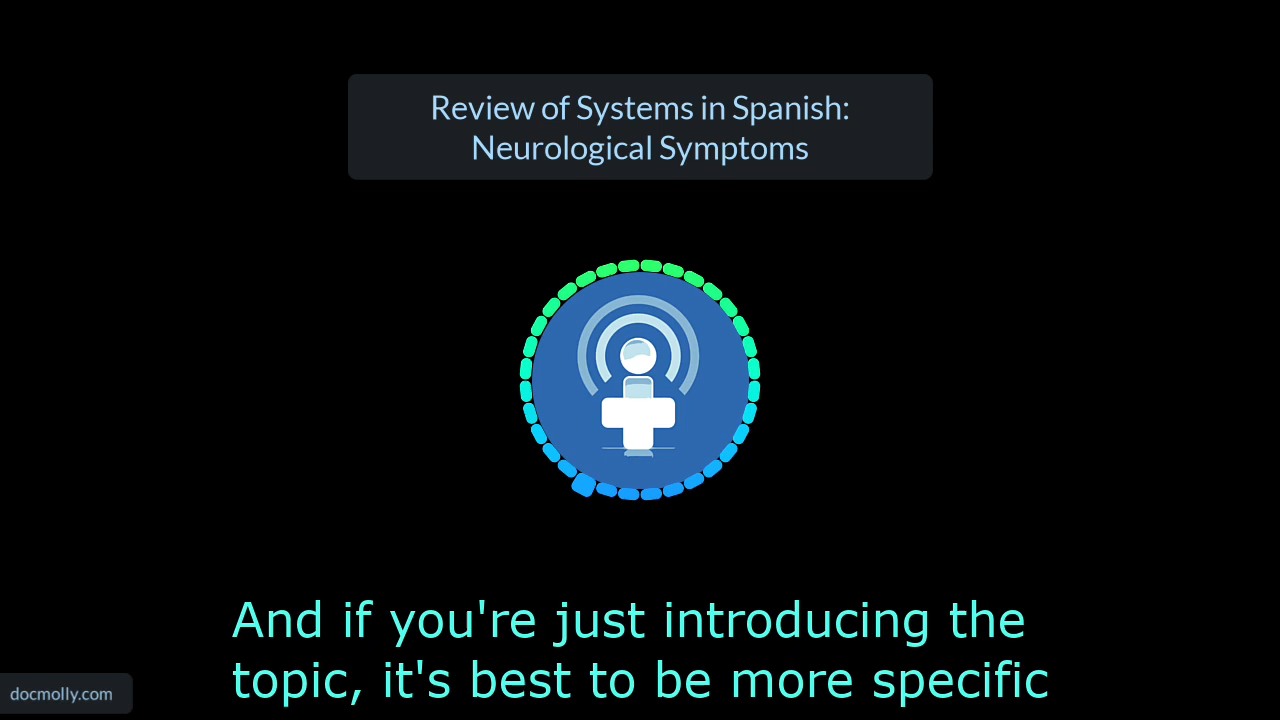 Review of Systems in Spanish:
Neurological Symptoms
And if you're just introducing the
topic, it's best to be more specific
docmolly.com